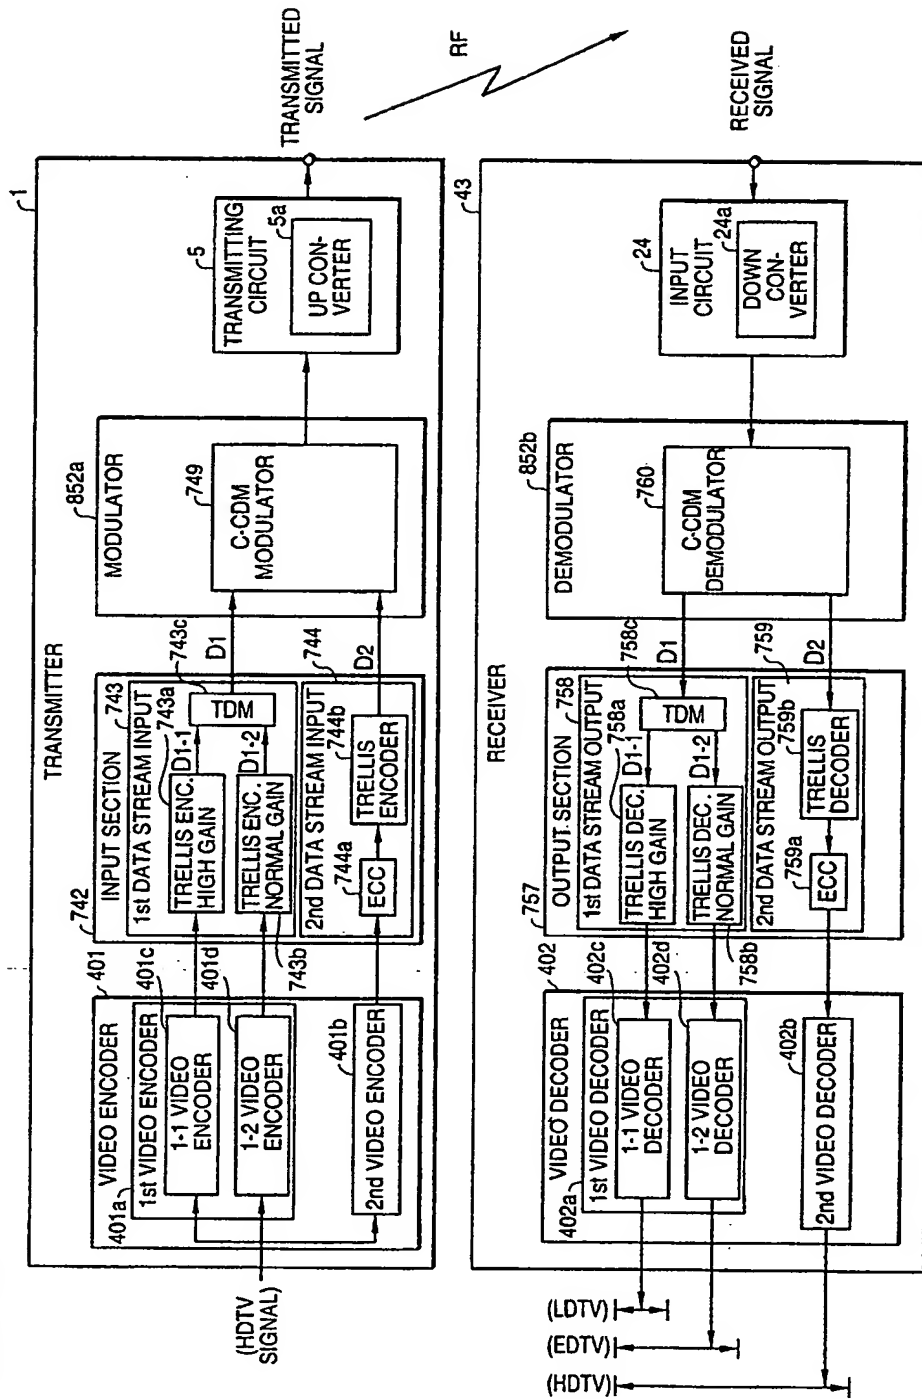 TRANSMITTER
1
VIDEO ENCODER
401
401a
1st VIDEO ENCODER
401c
1-1 VIDEO
ENCODER
401d
1-2 VIDEO
ENCODER
401b
2nd VIDEO ENCODER
(HDTV
SIGNAL)
742
INPUT SECTION
743
1st DATA STREAM INPUT
743a
TRELLIS ENC.
HIGH GAIN
D1-1
TRELLIS ENC.
NORMAL GAIN
743b
D1-2
743c
TDM
D1
744
2nd DATA STREAM INPUT
744a
ECC
744b
TRELLIS
ENCODER
D2
852a
MODULATOR
749
C-CDM
MODULATOR
5
TRANSMITTING
CIRCUIT
5a
UP CON-
VERTER
TRANSMITTED
SIGNAL
RF
RECEIVER
43
RECEIVED
SIGNAL
24
INPUT
CIRCUIT
24a
DOWN
CON-
VERTER
852b
DEMODULATOR
760
C-CDM
DEMODULATOR
757
OUTPUT SECTION
758
1st DATA STREAM OUTPUT
758a
TRELLIS DEC.
HIGH GAIN
D1-1
TRELLIS DEC.
NORMAL GAIN
758b
D1-2
758c
TDM
D1
759
2nd DATA STREAM OUTPUT
759a
ECC
759b
TRELLIS
DECODER
D2
402
VIDEO DECODER
402a
1st VIDEO DECODER
402c
1-1 VIDEO
DECODER
402d
1-2 VIDEO
DECODER
402b
2nd VIDEO DECODER
(LDTV)
(EDTV)
(HDTV)